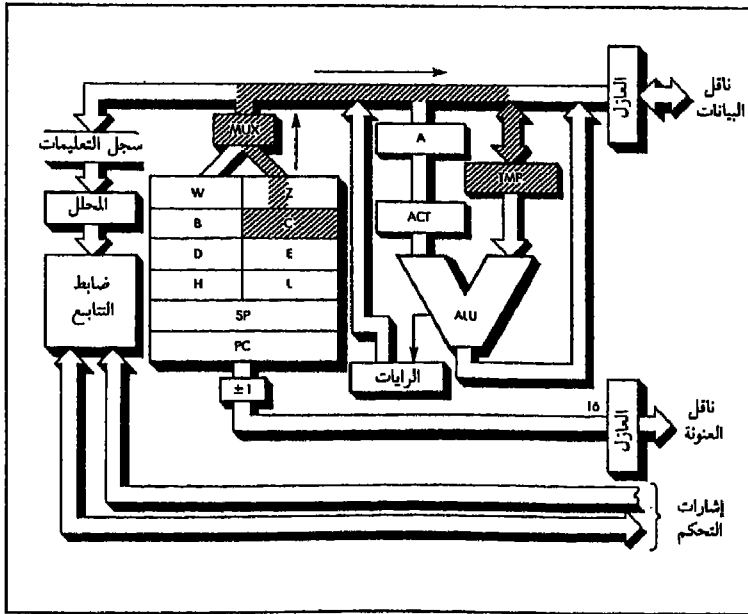 العازل
ناقل
البيانات
سجل التعليمات
المحلل
ضابط
التتابع
MUX
W
Z
B
C
D
E
H
L
SP
PC
±1
A
ACT
TMP
ALU
الرايات
16
العازل
ناقل
العنونة
إشارات
التحكم